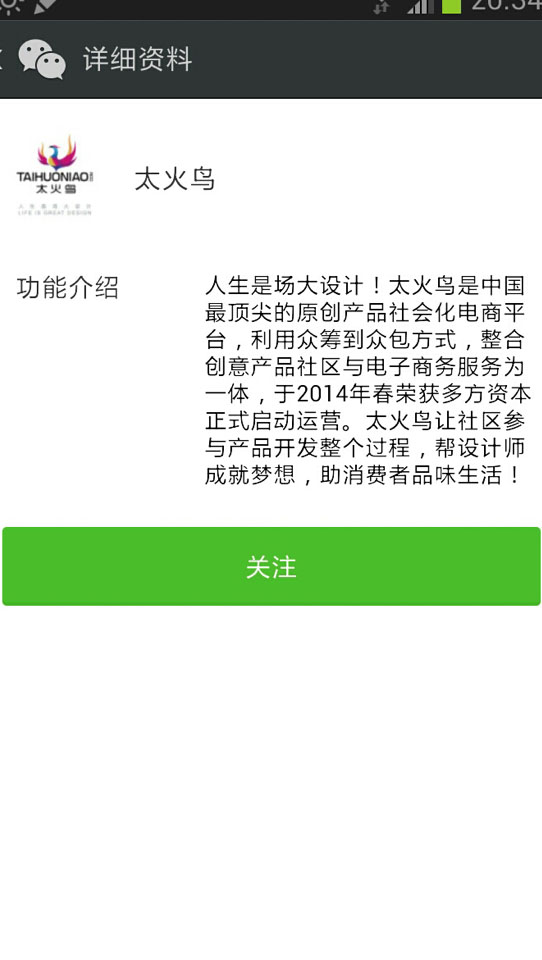 20:34
详细资料
TAIHUONIAO
太火鸟
LIFE IS GREAT DESIGN
太火鸟
功能介绍
人生是场大设计！太火鸟是中国
最顶尖的原创产品社会化电商平
台，利用众筹到众包方式，整合
创意产品社区与电子商务服务为
一体，于2014年春荣获多方资本
正式启动运营。太火鸟让社区参
与产品开发整个过程，帮设计师
成就梦想，助消费者品味生活！
关注